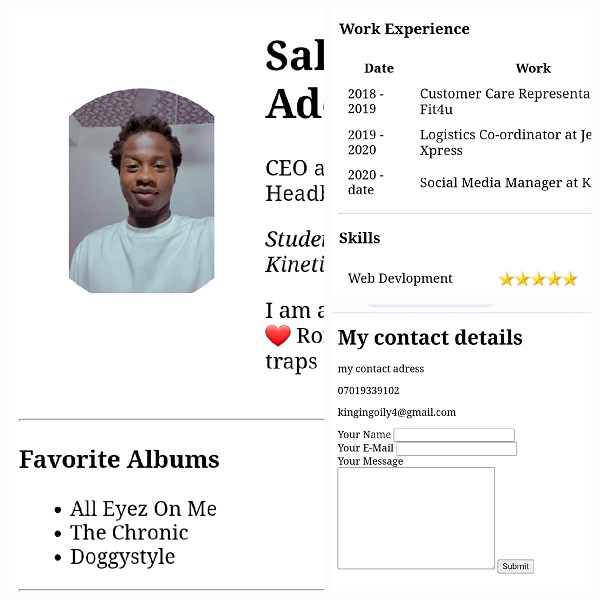 Sal
Ad
CEO a
Head
Studen
Kineti
I am a
❤️ Ro
traps
Favorite Albums
All Eyez On Me
The Chronic
Doggystyle
Work Experience
Date Work
2018 -
2019
Customer Care Representa
Fit4u
2019 -
2020
Logistics Co-ordinator at Je
Xpress
2020 -
date
Social Media Manager at K
Skills
Web Devlopment ⭐⭐⭐⭐⭐
My contact details
my contact adress
07019339102
kingingoily4@gmail.com
Your Name
Your E-Mail
Your Message
Submit